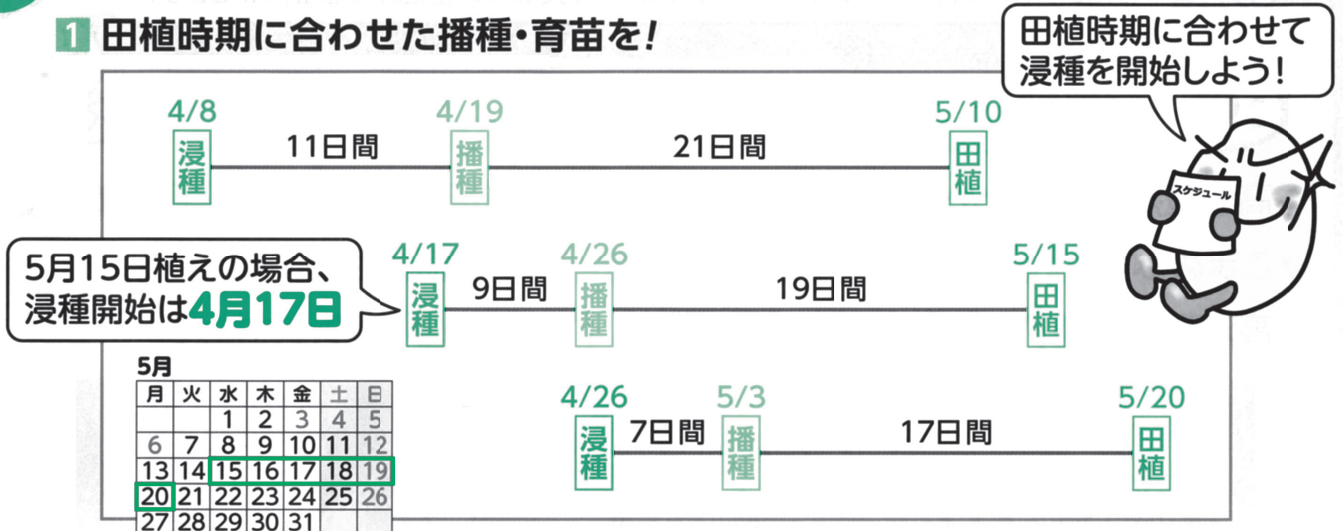 1 田植時期に合わせた播種・育苗を!
田植時期に合わせて
浸種を開始しよう!
スケジュール
4/8 4/19 5/10
浸種 11日間 播種 21日間 田植
5月15日植えの場合、
浸種開始は4月17日
4/17 4/26 5/15
浸種 9日間 播種 19日間 田植
4/26 5/3 5/20
浸種 7日間 播種 17日間 田植
5月
月 火 水 木 金 土 日
1 2 3 4 5
6 7 8 9 10 11 12
13 14 15 16 17 18 19
20 21 22 23 24 25 26
27 28 29 30 31